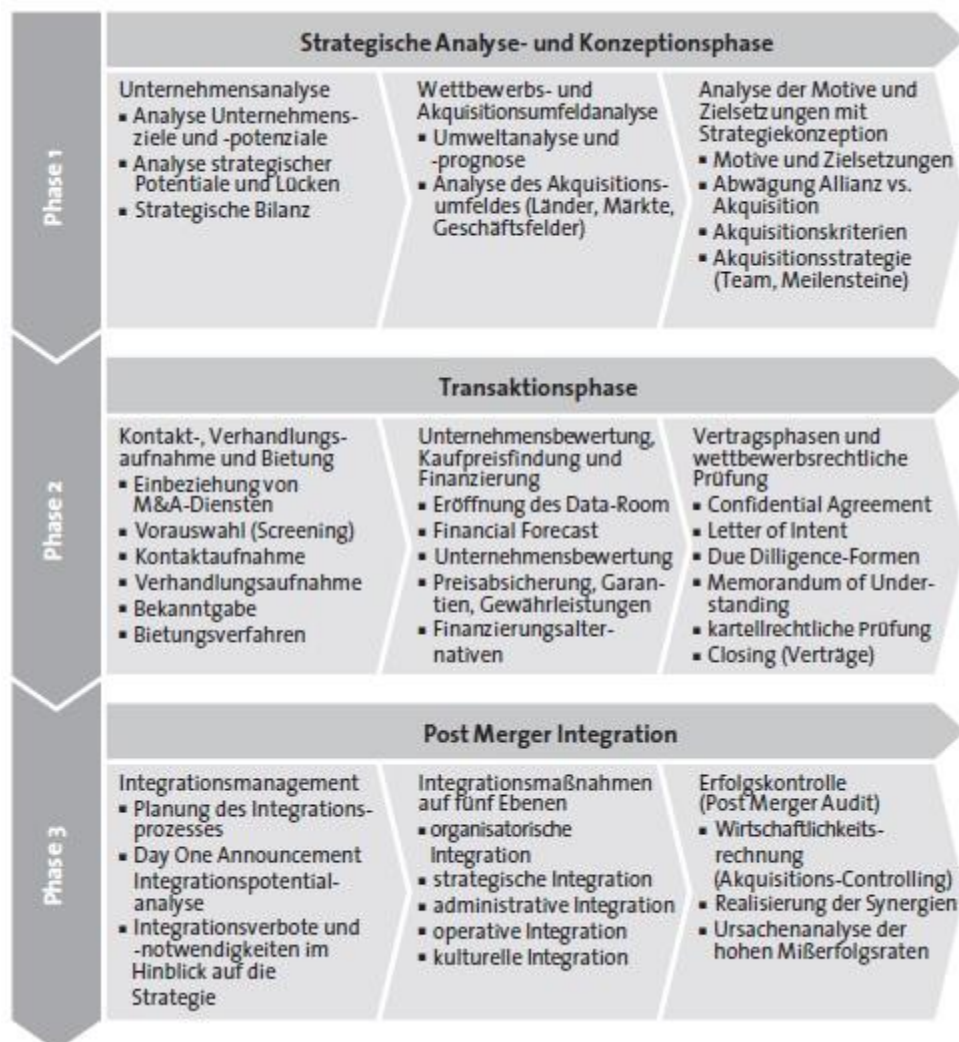 Phase 1
Strategische Analyse- und Konzeptionsphase
Unternehmensanalyse
▪ Analyse Unternehmens-
ziele und -potenziale
▪ Analyse strategischer
Potentiale und Lücken
▪ Strategische Bilanz
Wettbewerbs- und
Akquisitionsumfeldanalyse
▪ Umweltanalyse und
-prognose
▪ Analyse des Akquisitions-
umfeldes (Länder, Märkte,
Geschäftsfelder)
Analyse der Motive und
Zielsetzungen mit
Strategiekonzeption
▪ Motive und Zielsetzungen
▪ Abwägung Allianz vs.
Akquisition
▪ Akquisitionskriterien
▪ Akquisitionsstrategie
(Team, Meilensteine)
Phase 2
Transaktionsphase
Kontakt-, Verhandlungs-
aufnahme und Bietung
▪ Einbeziehung von
M&A-Diensten
▪ Vorauswahl (Screening)
▪ Kontaktaufnahme
▪ Verhandlungsaufnahme
▪ Bekanntgabe
▪ Bietungsverfahren
Unternehmensbewertung,
Kaufpreisfindung und
Finanzierung
▪ Eröffnung des Data-Room
▪ Financial Forecast
▪ Unternehmensbewertung
▪ Preisabsicherung, Garan-
tien, Gewährleistungen
▪ Finanzierungsalter-
nativen
Vertragsphasen und
wettbewerbsrechtliche
Prüfung
▪ Confidential Agreement
▪ Letter of Intent
▪ Due Dilligence-Formen
▪ Memorandum of Under-
standing
▪ kartellrechtliche Prüfung
▪ Closing (Verträge)
Phase 3
Post Merger Integration
Integrationsmanagement
▪ Planung des Integrations-
prozesses
▪ Day One Announcement
Integrationspotential-
analyse
▪ Integrationsverbote und
-notwendigkeiten im
Hinblick auf die
Strategie
Integrationsmaßnahmen
auf fünf Ebenen
▪ organisatorische
Integration
▪ strategische Integration
▪ administrative Integration
▪ operative Integration
▪ kulturelle Integration
Erfolgskontrolle
(Post Merger Audit)
▪ Wirtschaftlichkeits-
rechnung
(Akquisitions-Controlling)
▪ Realisierung der Synergien
▪ Ursachenanalyse der
hohen Mißerfolgsraten